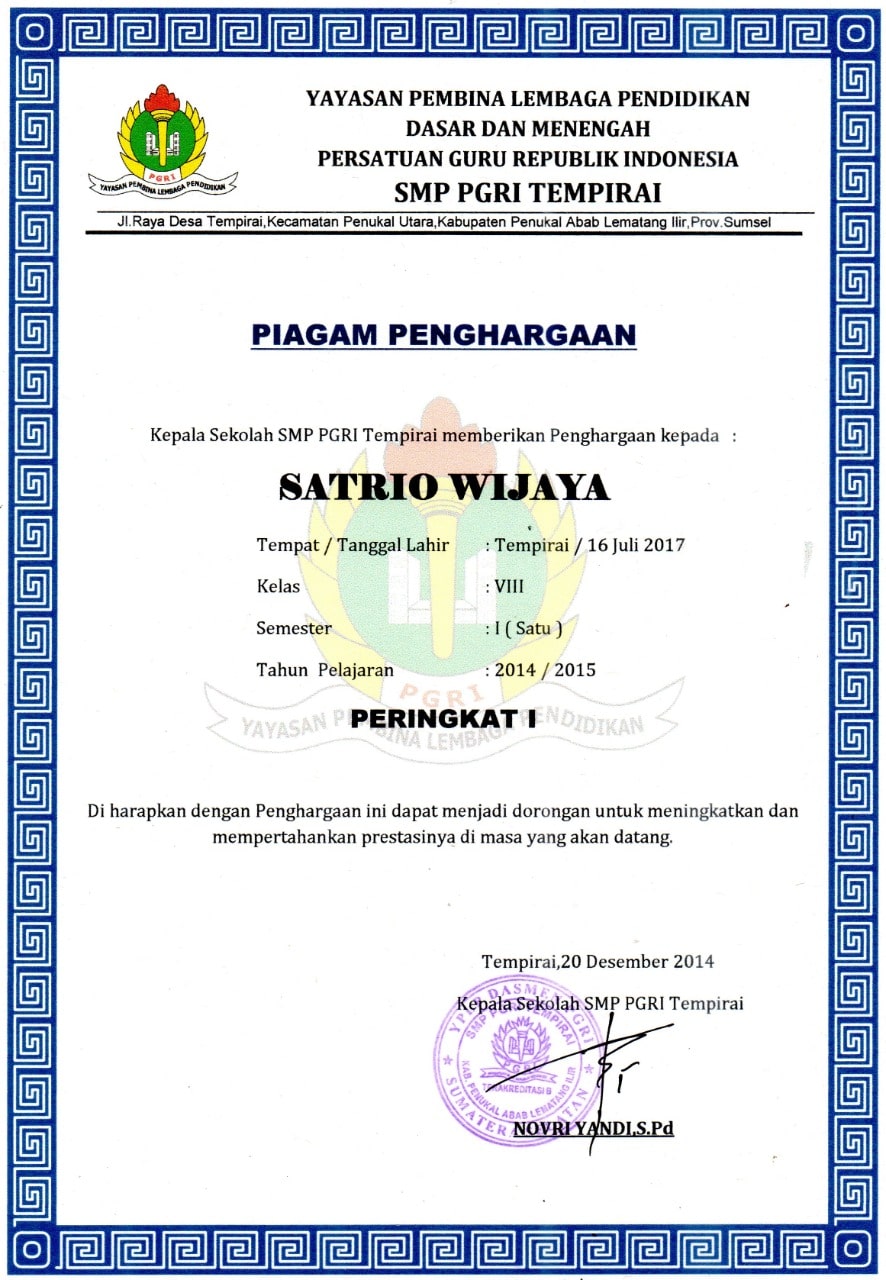 YAYASAN PEMBINA LEMBAGA PENDIDIKAN
DASAR DAN MENENGAH
PERSATUAN GURU REPUBLIK INDONESIA
SMP PGRI TEMPIRAI
PGRI
YAYASAN PEMBINA LEMBAGA PENDIDIKAN
Jl.Raya Desa Tempirai,Kecamatan Penukal Utara,Kabupaten Penukal Abab Lematang Ilir,Prov.Sumsel
PIAGAM PENGHARGAAN
Kepala Sekolah SMP PGRI Tempirai memberikan Penghargaan kepada :
SATRIO WIJAYA
Tempat / Tanggal Lahir : Tempirai / 16 Juli 2017
Kelas : VIII
Semester : I ( Satu )
Tahun Pelajaran : 2014 / 2015
PGRI
YAYASAN PEMBINA LEMBAGA PENDIDIKAN
PERINGKAT I
Di harapkan dengan Penghargaan ini dapat menjadi dorongan untuk meningkatkan dan
mempertahankan prestasinya di masa yang akan datang.
Tempirai,20 Desember 2014
Kepala Sekolah SMP PGRI Tempirai
SMP PGRI TEMPIRAI
PGRI
TERAKREDITASI B
KAB. PENUKAL ABAB LEMATANG ILIR
SUMATERA SELATAN
NOVRI YANDI,S.Pd